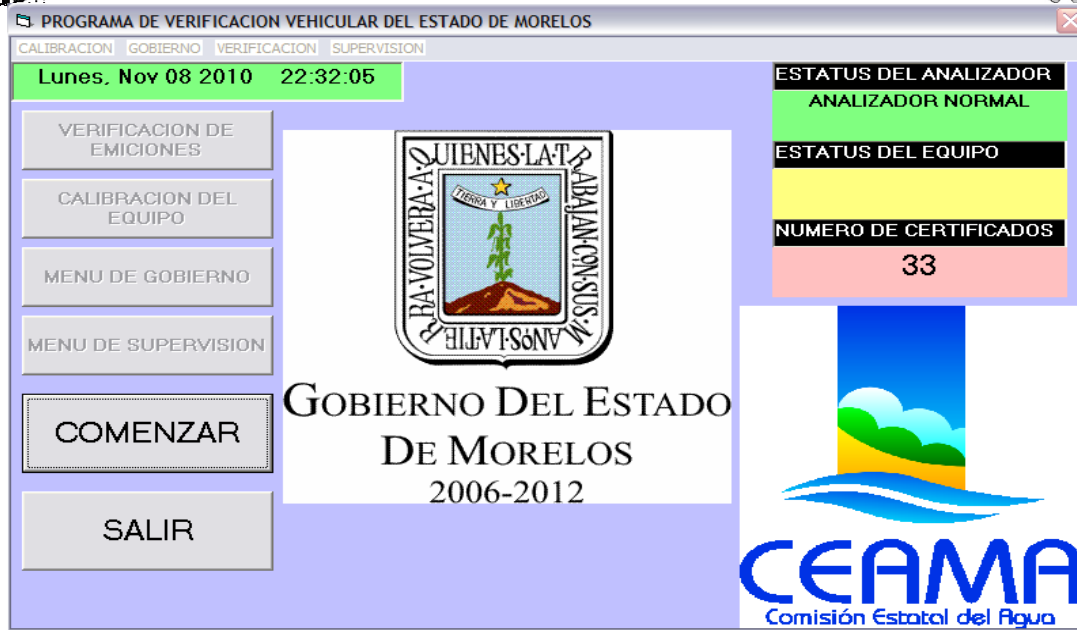 PROGRAMA DE VERIFICACION VEHICULAR DEL ESTADO DE MORELOS
CALIBRACION GOBIERNO VERIFICACION SUPERVISION
Lunes, Nov 08 2010 22:32:05
VERIFICACION DE
EMICIONES
CALIBRACION DEL
EQUIPO
MENU DE GOBIERNO
MENU DE SUPERVISION
COMENZAR
SALIR
TIERRA Y LIBERTAD
LA TIERRA VOLVERA A QUIENES LA TRABAJAN CON SUS MANOS
GOBIERNO DEL ESTADO
DE MORELOS
2006-2012
ESTATUS DEL ANALIZADOR
ANALIZADOR NORMAL
ESTATUS DEL EQUIPO
NUMERO DE CERTIFICADOS
33
CEAMA
Comisión Estatal del Agua